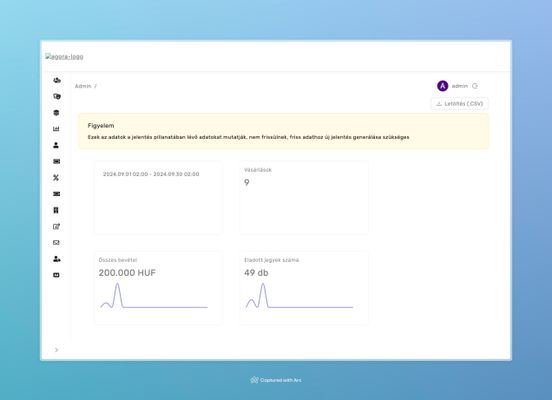 agora-logo
Admin /
A admin
Letöltés (.CSV)
Figyelem
Ezek az adatok a jelentés pillanatában lévő adatokat mutatják, nem frissülnek, friss adathoz új jelentés generálása szükséges
2024.09.01 02:00 - 2024.09.30 02:00
Vásárlások
9
Összes bevétel
200.000 HUF
Eladott jegyek száma
49 db
Captured with Arc